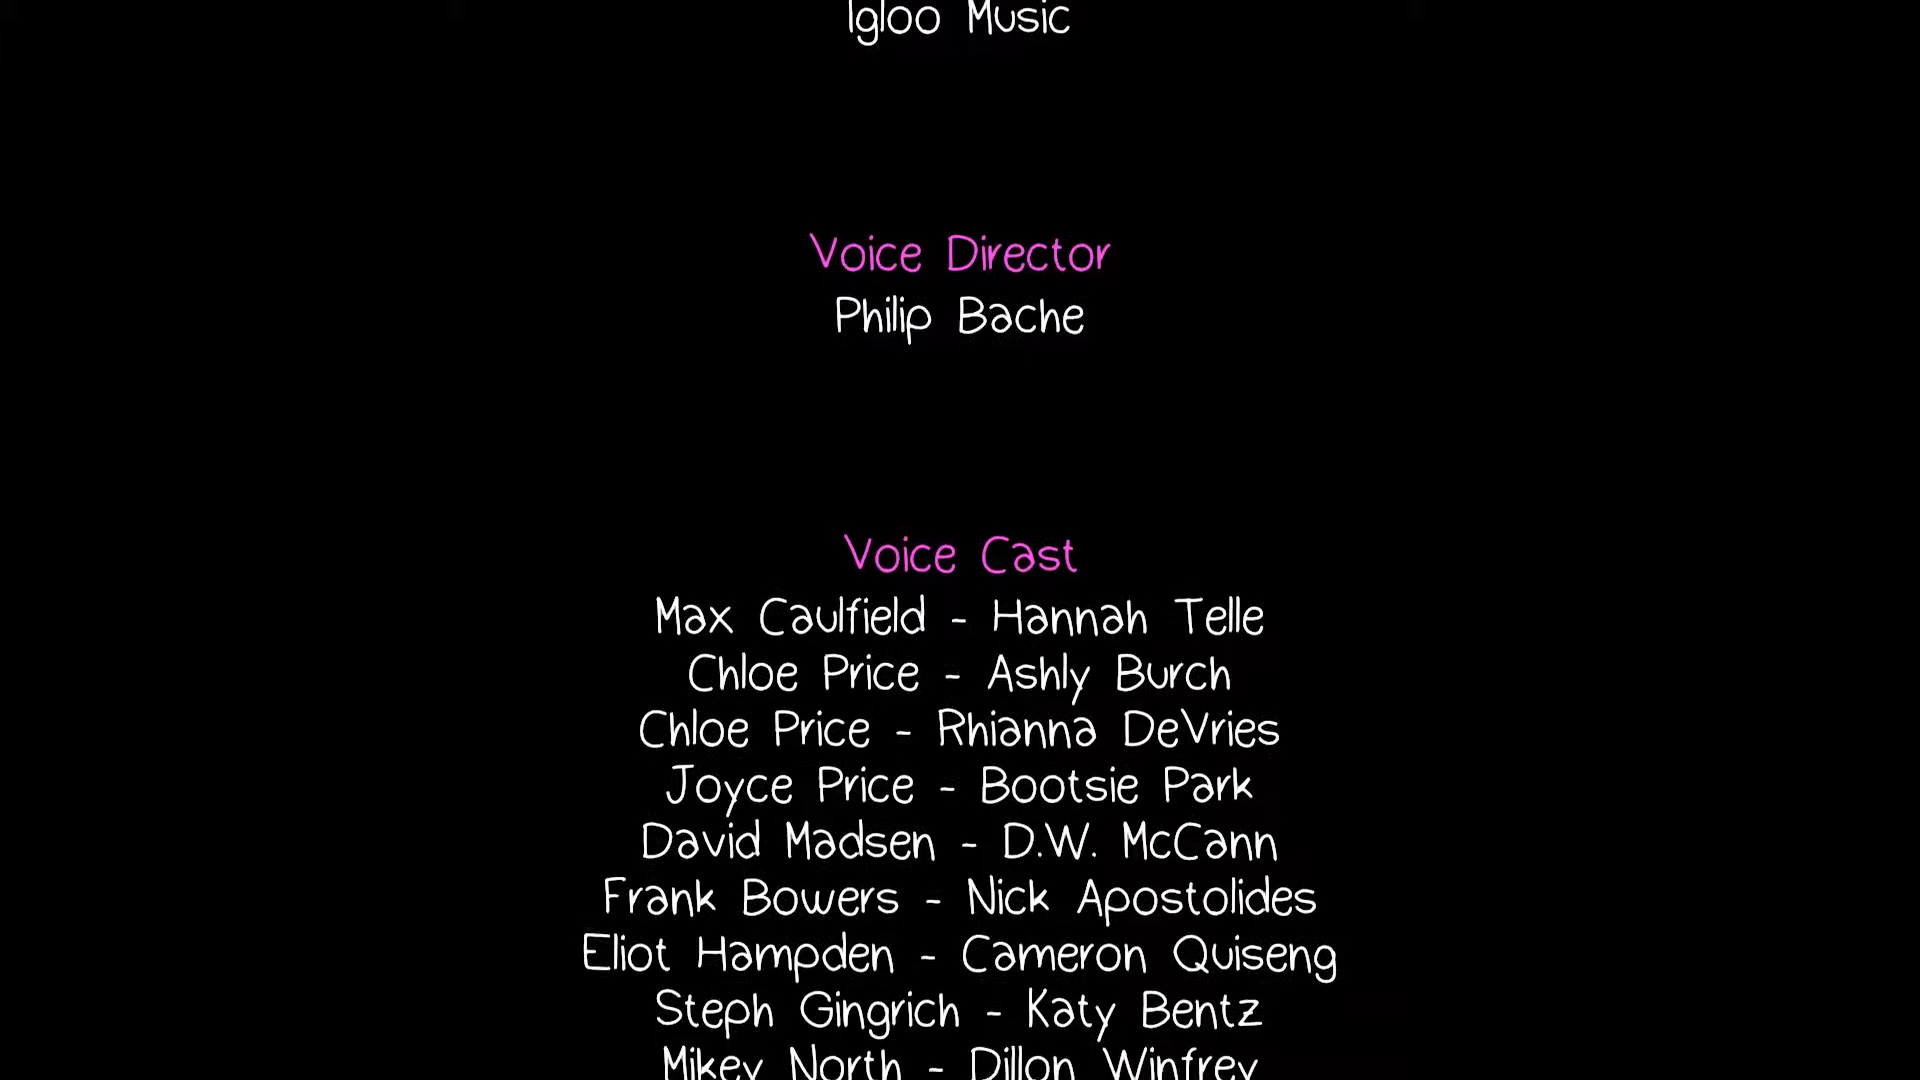 Igloo Music
Voice Director
Philip Bache
Voice Cast
Max Caulfield - Hannah Telle
Chloe Price - Ashly Burch
Chloe Price - Rhianna DeVries
Joyce Price - Bootsie Park
David Madsen - D.W. McCann
Frank Bowers - Nick Apostolides
Eliot Hampden - Cameron Quiseng
Steph Gingrich - Katy Bentz
Mikey North - Dillon Winfrey